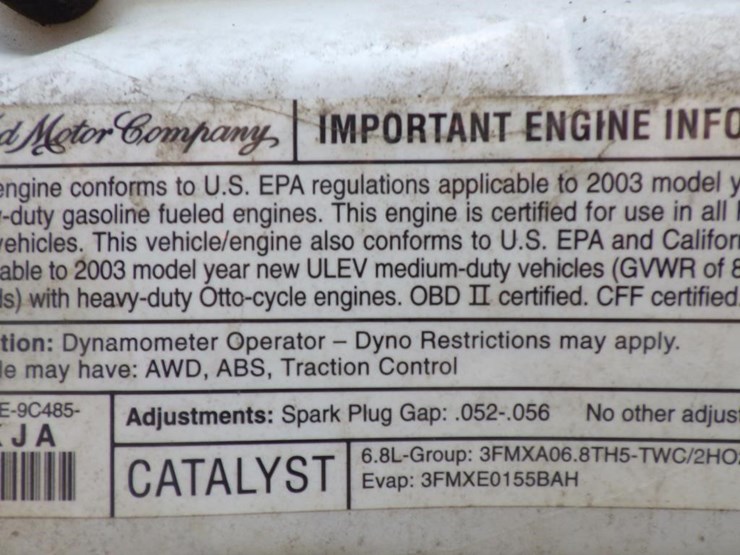 d Motor Company
IMPORTANT ENGINE INFO
engine conforms to U.S. EPA regulations applicable to 2003 model y
-duty gasoline fueled engines. This engine is certified for use in all
vehicles. This vehicle/engine also conforms to U.S. EPA and Califor
able to 2003 model year new ULEV medium-duty vehicles (GVWR of 8
s) with heavy-duty Otto-cycle engines. OBD II certified. CFF certified
tion: Dynamometer Operator – Dyno Restrictions may apply.
le may have: AWD, ABS, Traction Control
E-9C485-
KJA
Adjustments: Spark Plug Gap: .052-.056 No other adjus
CATALYST
6.8L-Group: 3FMXA06.8TH5-TWC/2HO2
Evap: 3FMXE0155BAH